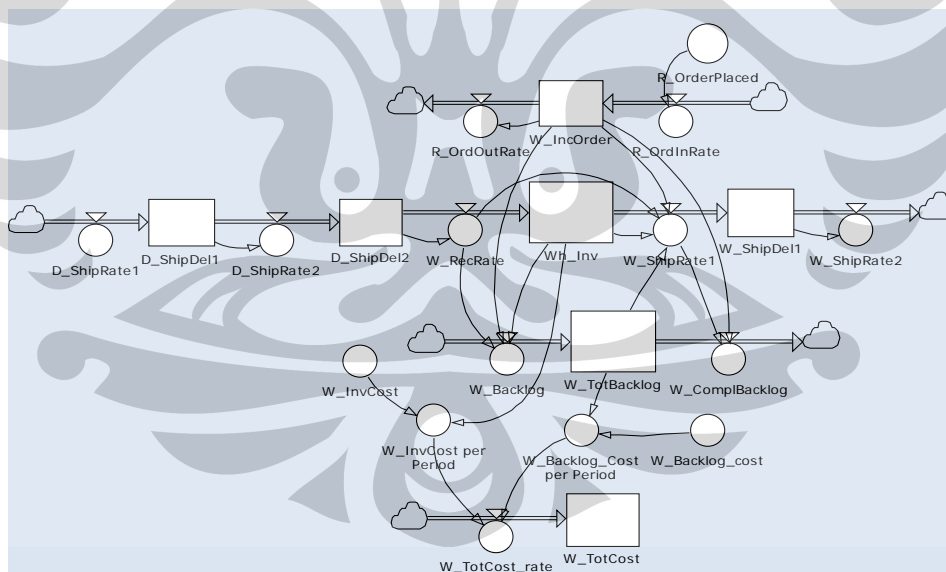 R_OrderPlaced
W_IncOrder
R_OrdOutRate
R_OrdInRate
D_ShipRate1
D_ShipDel1
D_ShipRate2
D_ShipDel2
W_RecRate
Wh_Inv
W_ShipRate1
W_ShipDel1
W_ShipRate2
W_InvCost
W_Backlog
W_TotBacklog
W_ComplBacklog
W_InvCost per
Period
W_Backlog_Cost
per Period
W_Backlog_cost
W_TotCost_rate
W_TotCost